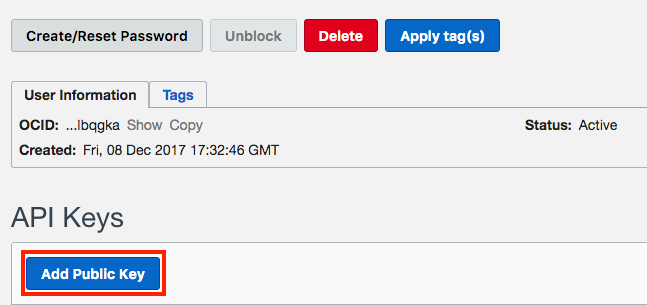 Create/Reset Password Unblock Delete Apply tag(s)
User Information Tags
OCID: ...lbqgka Show Copy Status: Active
Created: Fri, 08 Dec 2017 17:32:46 GMT
API Keys
Add Public Key